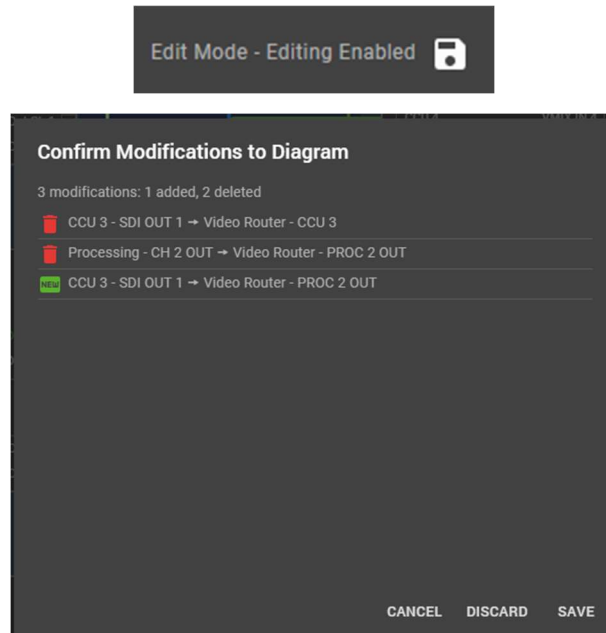 Edit Mode - Editing Enabled
Confirm Modifications to Diagram
3 modifications: 1 added, 2 deleted
CCU 3 - SDI OUT 1 → Video Router - CCU 3
Processing - CH 2 OUT → Video Router - PROC 2 OUT
NEW CCU 3 - SDI OUT 1 → Video Router - PROC 2 OUT
CANCEL DISCARD SAVE